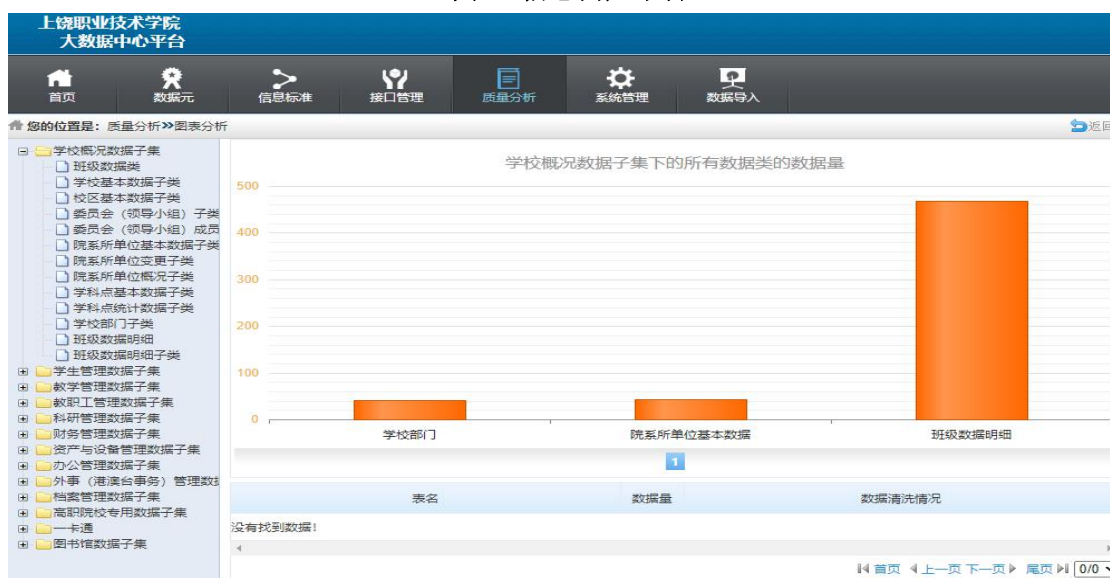 上饶职业技术学院
大数据中心平台
首页 数据元 信息标准 接口管理 质量分析 系统管理 数据导入
您的位置是：质量分析>>图表分析
返回
学校概况数据子集
班级数据类
学校基本数据子类
校区基本数据子类
委员会（领导小组）子类
委员会（领导小组）成员
院系所单位基本数据子类
院系所单位变更子类
院系所单位概况子类
学科点基本数据子类
学科点统计数据子类
学校部门子类
班级数据明细
班级数据明细子类
学生管理数据子集
教学管理数据子集
教职工管理数据子集
科研管理数据子集
财务管理数据子集
资产与设备管理数据子集
办公管理数据子集
外事（港澳台事务）管理数据
档案管理数据子集
高职院校专用数据子集
一卡通
图书馆数据子集
学校概况数据子集下的所有数据类的数据量
500
400
300
200
100
0
学校部门 院系所单位基本数据 班级数据明细
1
表名 数据量 数据清洗情况
没有找到数据!
首页 上一页 下一页 尾页 0/0